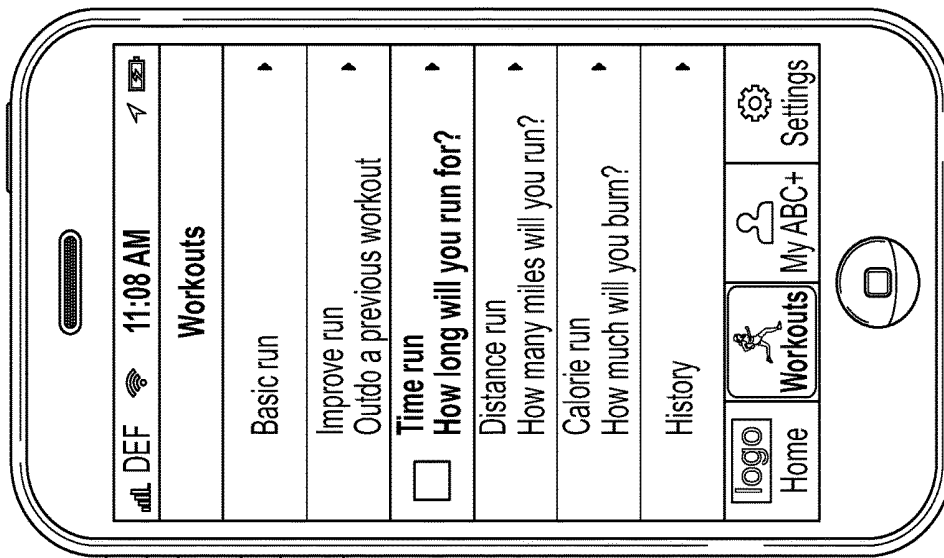 DEF 11:08 AM
Workouts
Basic run
Improve run
Outdo a previous workout
Time run
How long will you run for?
Distance run
How many miles will you run?
Calorie run
How much will you burn?
History
logo
Home Workouts My ABC+ Settings